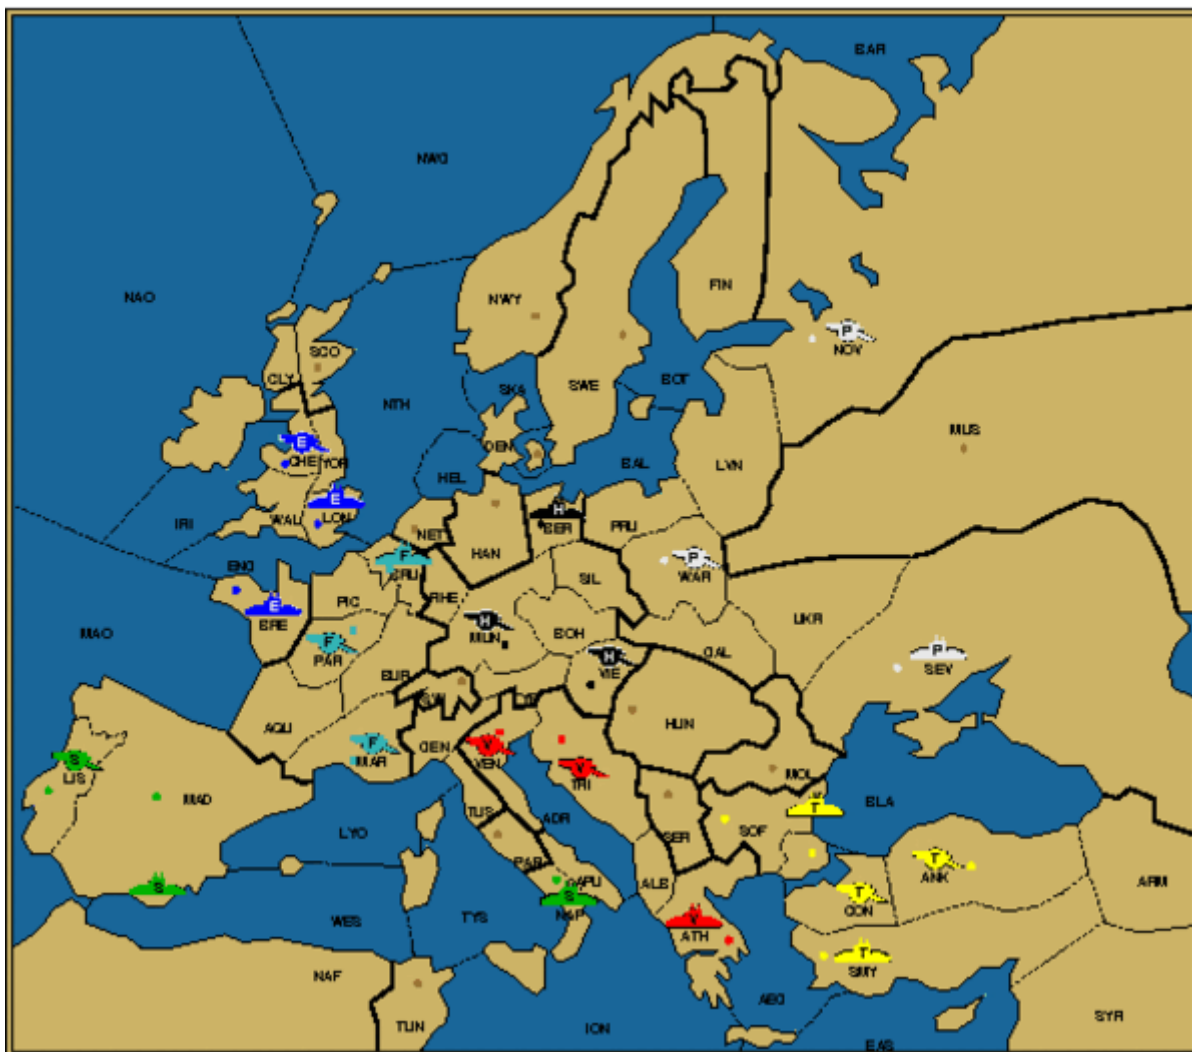 BAR
NWG
NAO
FIN
NWY
P
NOV
SCO
CLY
SWE
SKA
BOT
NTH
MUS
E
DEN
CHE
YOR
BAL
LVN
HEL
E
H
LON
IRI
WAL
BER
PRU
NET
HAN
F
P
ENG
BRU
WAR
SIL
RHE
PIC
E
H
UKR
BRE
F
MUN
BOH
MAO
H
GAL
P
PAR
VIE
SEV
BUR
SWI
TYR
AQU
HUN
F
V
MAR
GEN
VEN
S
V
LIS
TRI
MOL
MAD
T
BLA
TUS
ADR
LYO
SER
SOF
T
PAP
ANK
S
ALB
ARM
APU
S
T
CON
NAP
V
WES
TYS
ATH
T
SMY
NAF
AEG
SYR
TUN
ION
EAS